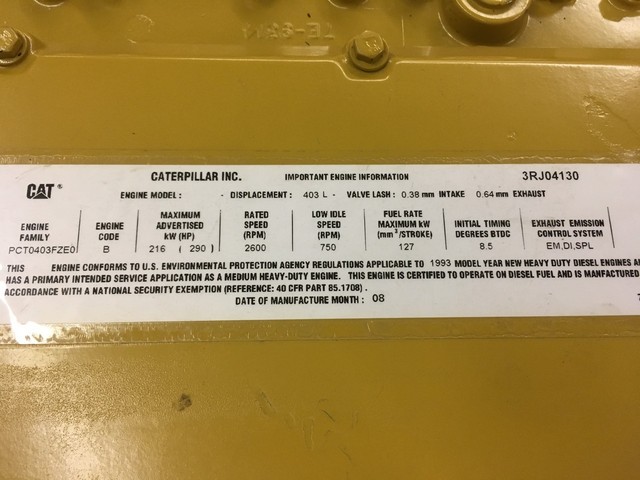 TE-6514
CATERPILLAR INC. IMPORTANT ENGINE INFORMATION 3RJ04130
CAT®
ENGINE MODEL: - DISPLACEMENT: 403 L - VALVE LASH: 0.38 mm INTAKE 0.64 mm EXHAUST
ENGINE FAMILY ENGINE CODE MAXIMUM ADVERTISED kW (HP) RATED SPEED (RPM) LOW IDLE SPEED (RPM) FUEL RATE MAXIMUM kW (mm³/STROKE) INITIAL TIMING DEGREES BTDC EXHAUST EMISSION CONTROL SYSTEM
PCT0403FZE0 B 216 ( 290 ) 2600 750 127 8.5 EM,DI,SPL
THIS ENGINE CONFORMS TO U.S. ENVIRONMENTAL PROTECTION AGENCY REGULATIONS APPLICABLE TO 1993 MODEL YEAR NEW HEAVY DUTY DIESEL ENGINES
HAS A PRIMARY INTENDED SERVICE APPLICATION AS A MEDIUM HEAVY-DUTY ENGINE. THIS ENGINE IS CERTIFIED TO OPERATE ON DIESEL FUEL AND IS MANFACTURED
ACCORDANCE WITH A NATIONAL SECURITY EXEMPTION (REFERENCE: 40 CFR PART 85.1708) .
DATE OF MANUFACTURE MONTH: 08